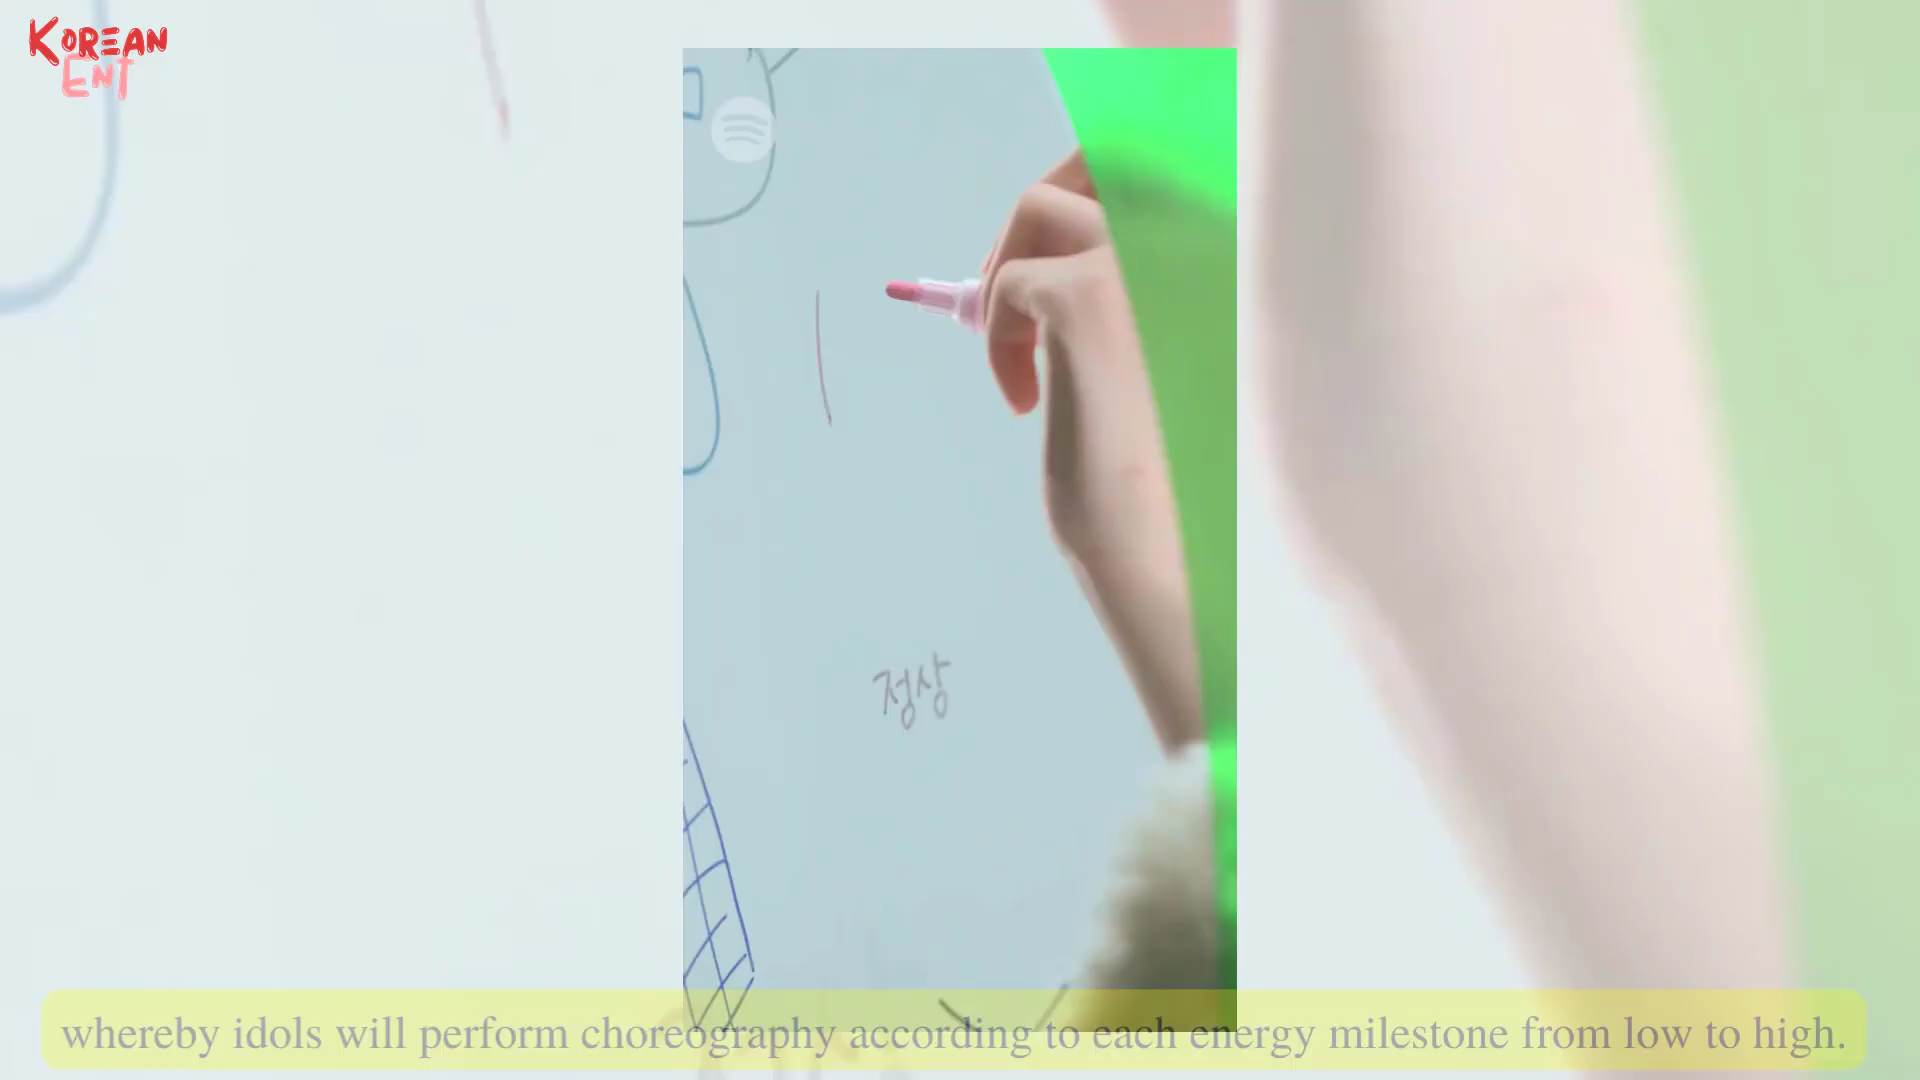 KOREAN
ENT
정상
whereby idols will perform choreography according to each energy milestone from low to high.